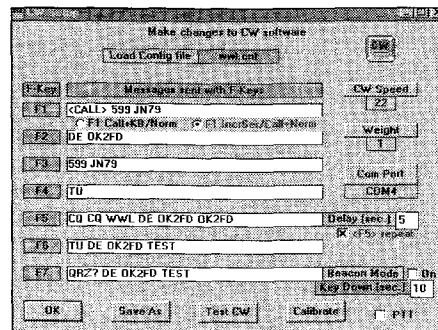 Make changes to CW software
Load Config file wwl.cnt
CW
F-Key Messages sent with F-Keys CW Speed
22
F1 <CALL> 599 JN79
F1 Call+KB/Norm F1 IncrSer/Call+Norm
F2 DE OK2FD Weight
1
F3 599 JN79
Com Port
F4 TU COM4
F5 CQ CQ WWL DE OK2FD OK2FD Delay [sec.] 5
<F5> repeat
F6 TU DE OK2FD TEST
F7 QRZ? DE OK2FD TEST Beacon Mode On
Key Down [sec.] 10
OK Save As Test CW Calibrate PTT